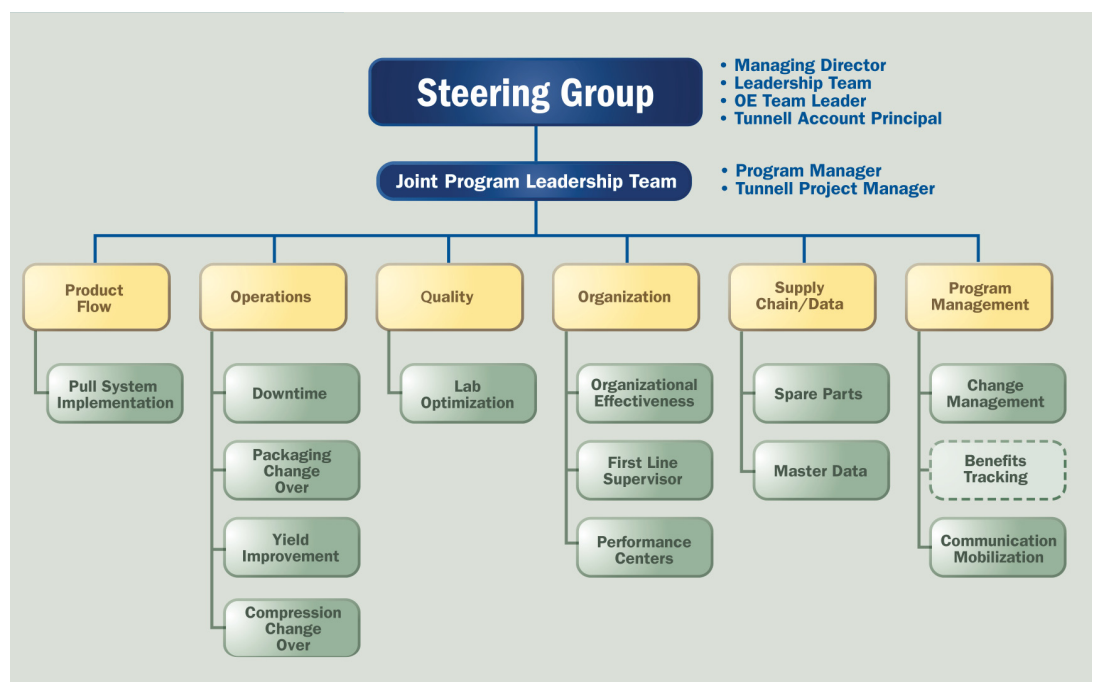 Steering Group
• Managing Director
• Leadership Team
• OE Team Leader
• Tunnell Account Principal
Joint Program Leadership Team
• Program Manager
• Tunnell Project Manager
Product
Flow
Operations
Quality
Organization
Supply
Chain/Data
Program
Management
Pull System
Implementation
Downtime
Packaging
Change
Over
Yield
Improvement
Compression
Change
Over
Lab
Optimization
Organizational
Effectiveness
First Line
Supervisor
Performance
Centers
Spare Parts
Master Data
Change
Management
Benefits
Tracking
Communication
Mobilization